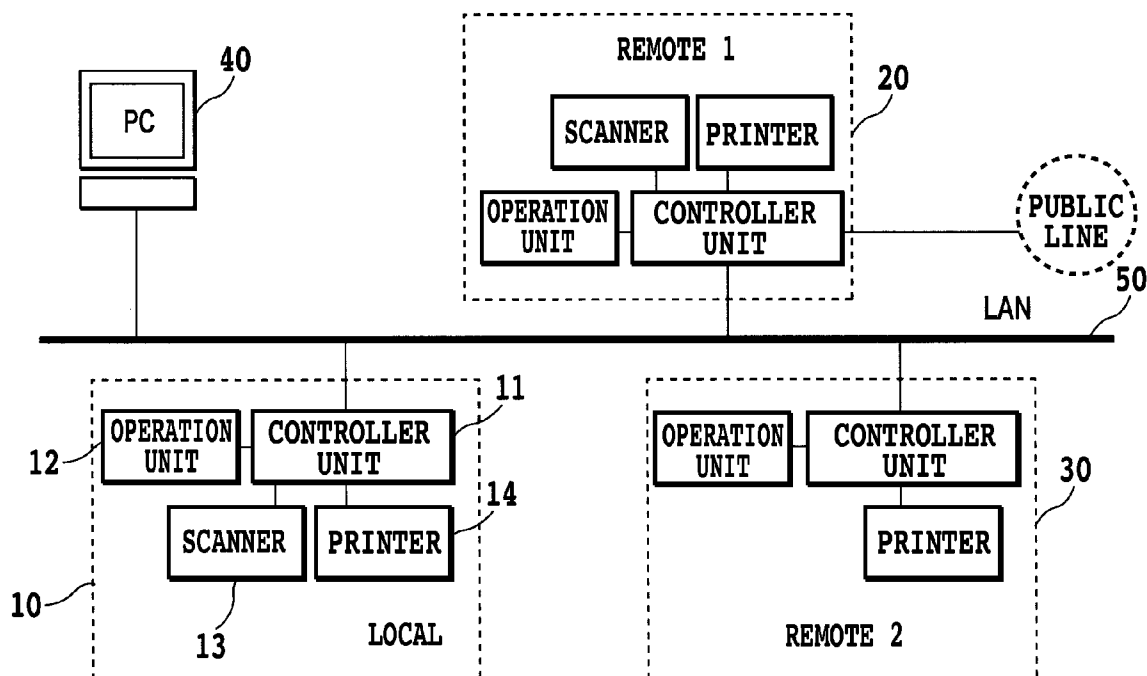 REMOTE 1
40
20
PC
SCANNER
PRINTER
OPERATION
UNIT
CONTROLLER
UNIT
PUBLIC
LINE
50
LAN
11
12
OPERATION
UNIT
CONTROLLER
UNIT
14
SCANNER
PRINTER
10
13
LOCAL
OPERATION
UNIT
CONTROLLER
UNIT
30
PRINTER
REMOTE 2